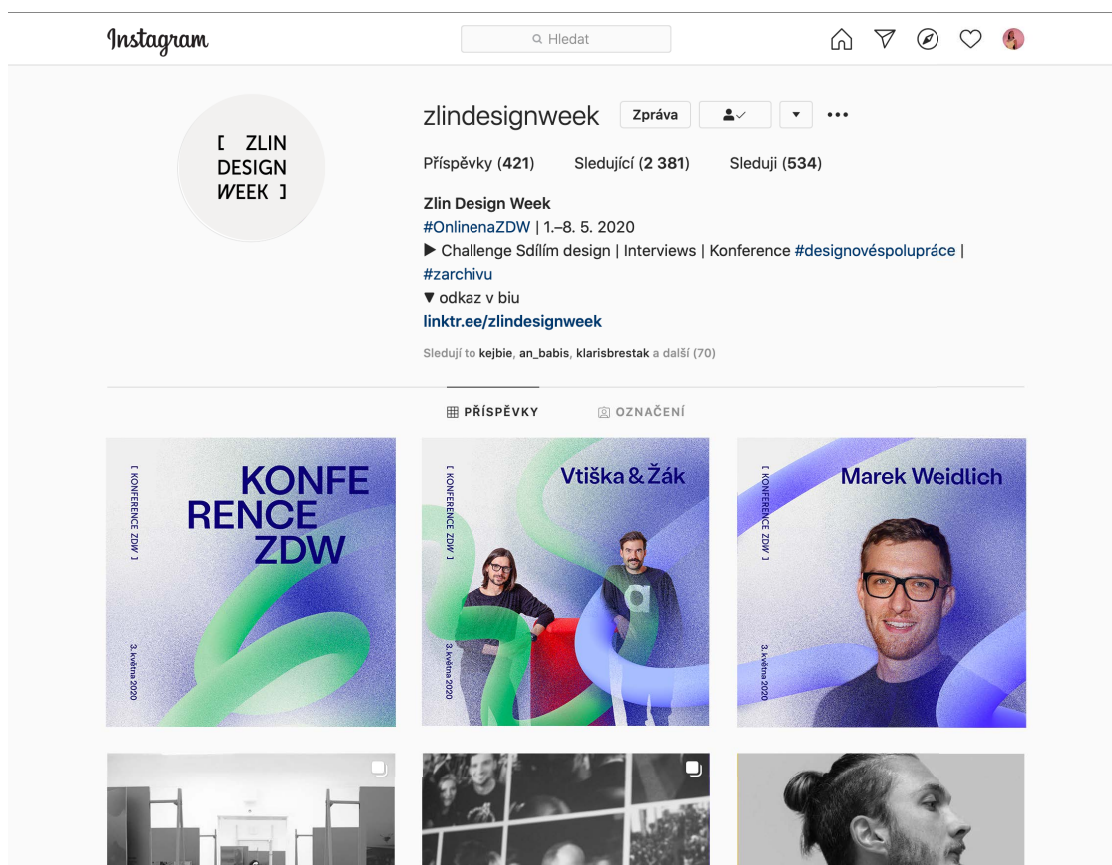 Instagram
Hledat
[ ZLIN
DESIGN
WEEK ]
zlindesignweek
Zpráva
Příspěvky (421) Sledující (2 381) Sleduji (534)
Zlin Design Week
#OnlinenaZDW | 1.–8. 5. 2020
▶ Challenge Sdílím design | Interviews | Konference #designovéspolupráce |
#zarchivu
▼ odkaz v biu
linktr.ee/zlindesignweek
Sledují to kejbie, an_babis, klarisbrestak a další (70)
PŘÍSPĚVKY OZNAČENÍ
[ KONFERENCE ZDW ]
KONFE
RENCE
ZDW
3. května 2020
[ KONFERENCE ZDW ]
Vtiška & Žák
a
3. května 2020
[ KONFERENCE ZDW ]
Marek Weidlich
3. května 2020